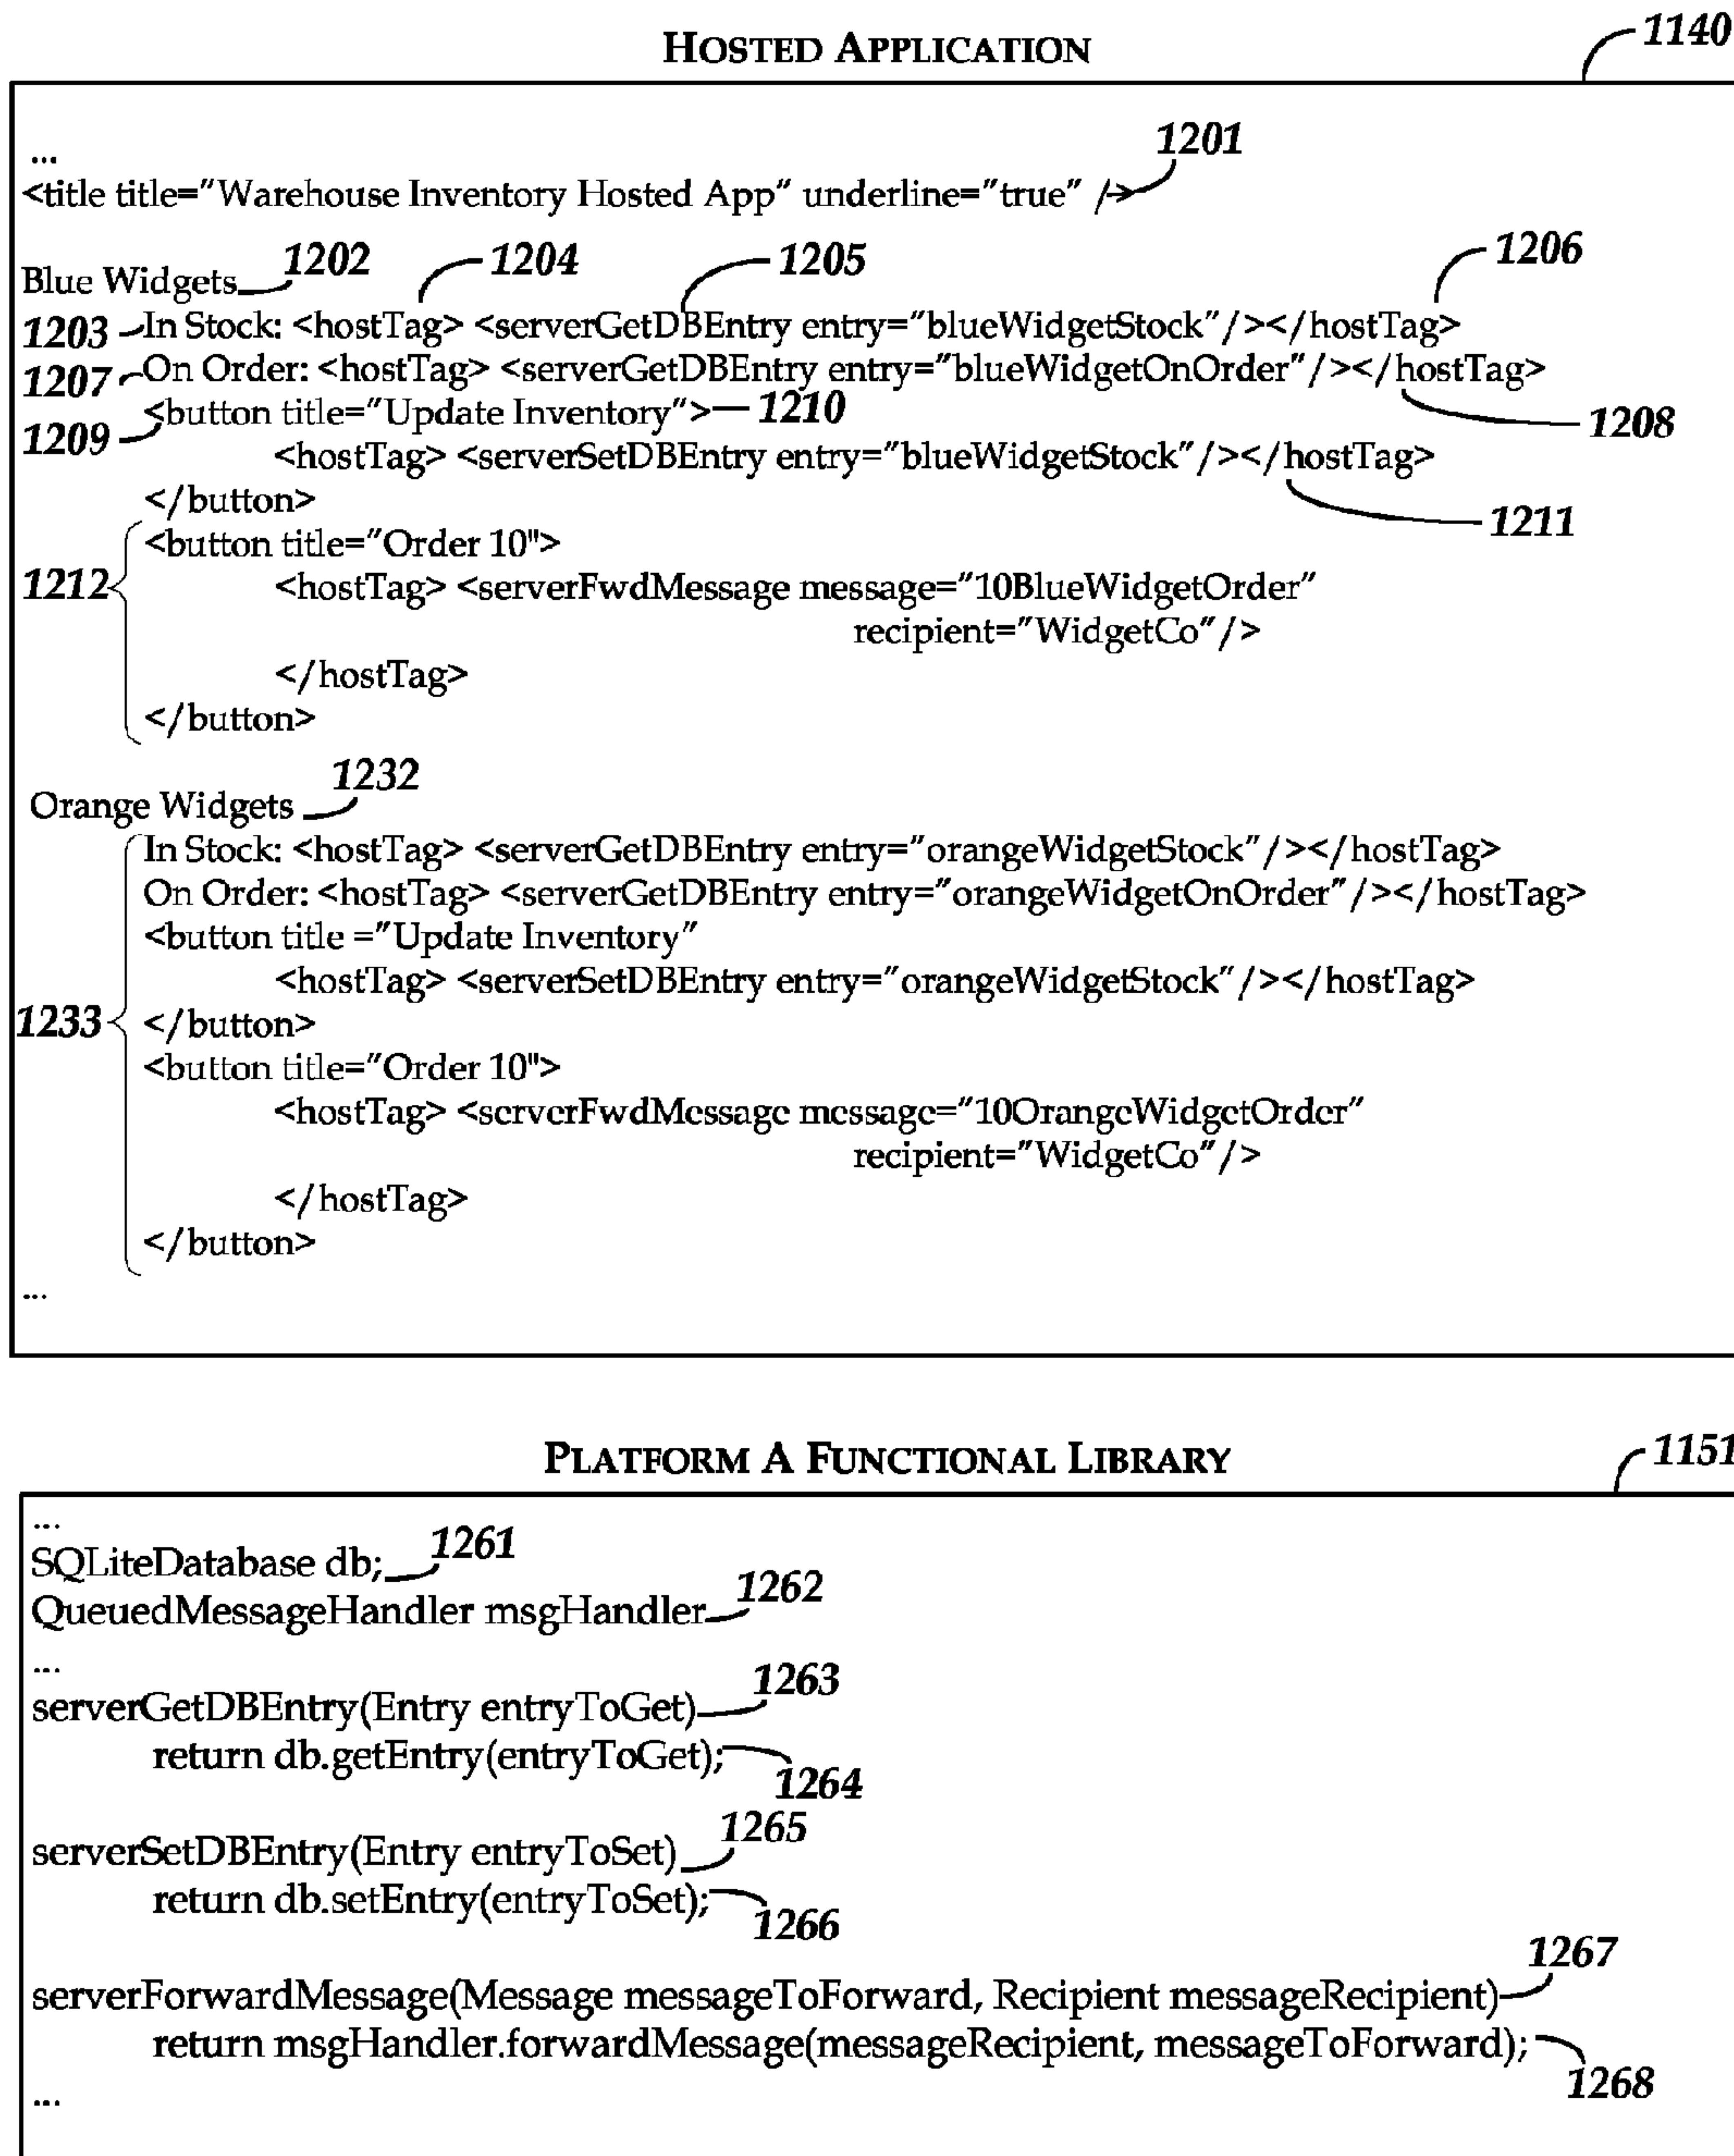 HOSTED APPLICATION
1140
...
1201
<title title="Warehouse Inventory Hosted App" underline="true" />
Blue Widgets 1202 1204 1205 1206
1203 In Stock: <hostTag> <serverGetDBEntry entry="blueWidgetStock"/></hostTag>
1207 On Order: <hostTag> <serverGetDBEntry entry="blueWidgetOnOrder"/></hostTag>
<button title="Update Inventory"> 1210
1209 1208
<hostTag> <serverSetDBEntry entry="blueWidgetStock"/></hostTag>
</button>
1211
<button title="Order 10">
1212 <hostTag> <serverFwdMessage message="10BlueWidgetOrder"
recipient="WidgetCo"/>
</hostTag>
</button>
1232
Orange Widgets
In Stock: <hostTag> <serverGetDBEntry entry="orangeWidgetStock"/></hostTag>
On Order: <hostTag> <serverGetDBEntry entry="orangeWidgetOnOrder"/></hostTag>
<button title ="Update Inventory"
<hostTag> <serverSetDBEntry entry="orangeWidgetStock"/></hostTag>
1233 </button>
<button title="Order 10">
<hostTag> <serverFwdMessage message="10OrangeWidgetOrder"
recipient="WidgetCo"/>
</hostTag>
</button>
...
PLATFORM A FUNCTIONAL LIBRARY
1151
...
SQLiteDatabase db; 1261
QueuedMessageHandler msgHandler 1262
...
serverGetDBEntry(Entry entryToGet) 1263
return db.getEntry(entryToGet); 1264
serverSetDBEntry(Entry entryToSet) 1265
return db.setEntry(entryToSet); 1266
1267
serverForwardMessage(Message messageToForward, Recipient messageRecipient)
return msgHandler.forwardMessage(messageRecipient, messageToForward);
1268
...